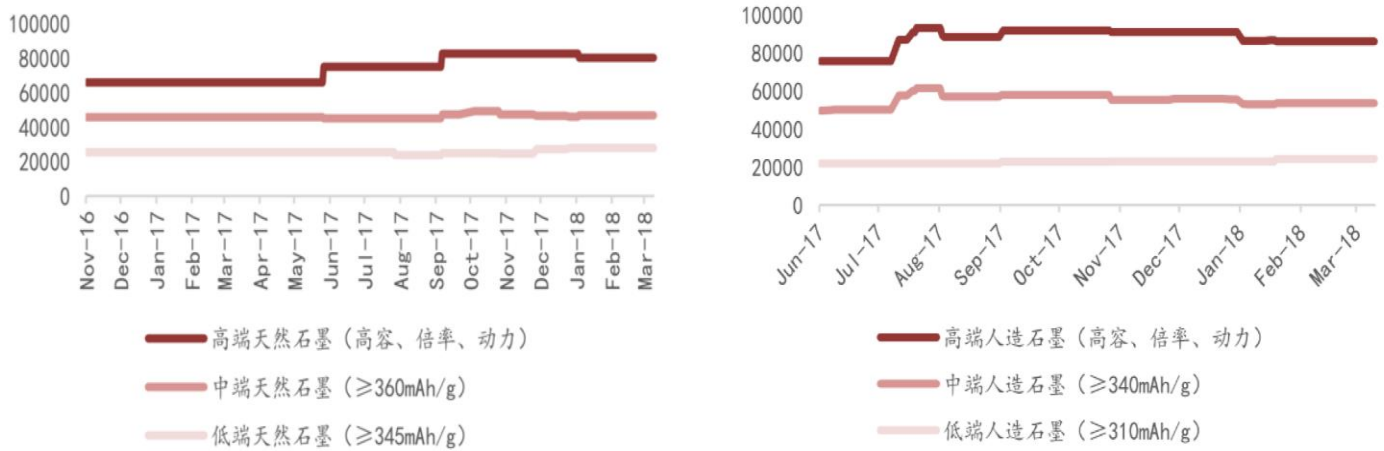 100000
80000
60000
40000
20000
0
Nov-16
Dec-16
Jan-17
Feb-17
Mar-17
Apr-17
May-17
Jun-17
Jul-17
Aug-17
Sep-17
Oct-17
Nov-17
Dec-17
Jan-18
Feb-18
Mar-18
高端天然石墨（高容、倍率、动力）
中端天然石墨（≥360mAh/g）
低端天然石墨（≥345mAh/g）
100000
80000
60000
40000
20000
0
Jun-17
Jul-17
Aug-17
Sep-17
Oct-17
Nov-17
Dec-17
Jan-18
Feb-18
Mar-18
高端人造石墨（高容、倍率、动力）
中端人造石墨（≥340mAh/g）
低端人造石墨（≥310mAh/g）